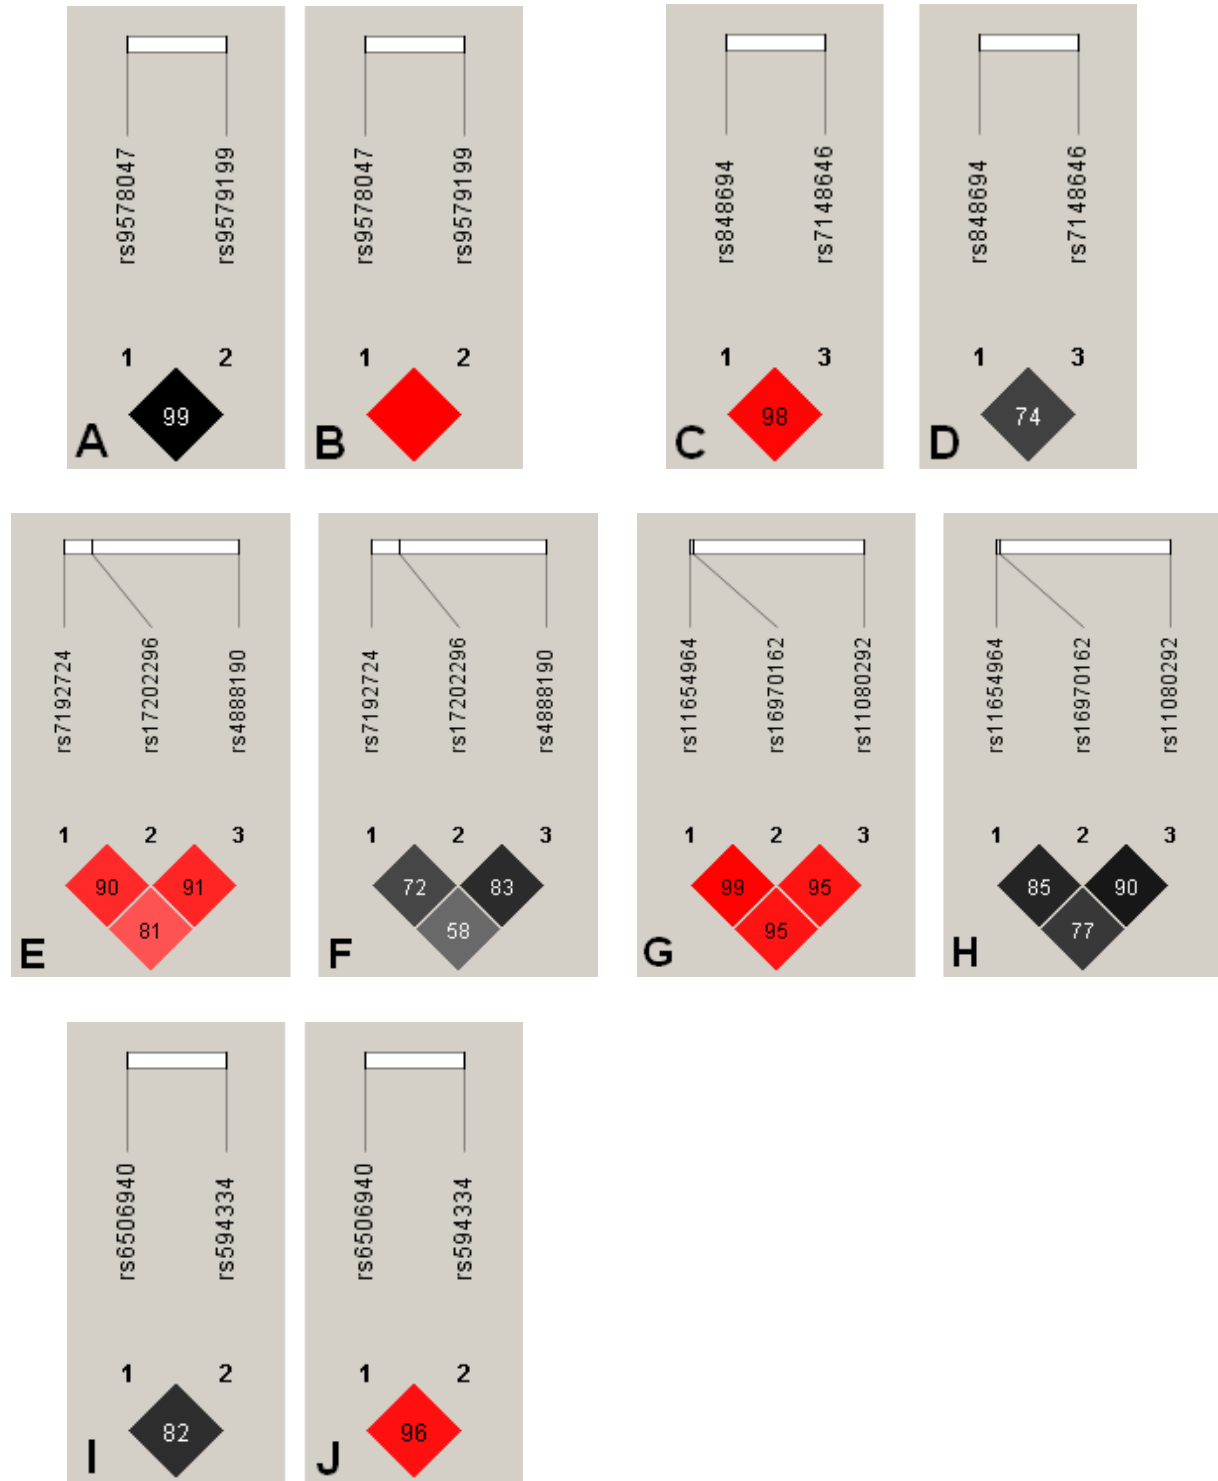 rs9578047 rs9579199
1 2
99
A
rs9578047 rs9579199
1 2
B
rs848694 rs7148646
1 3
98
C
rs848694 rs7148646
1 3
74
D
rs7192724 rs17202296 rs4888190
1 2 3
90 91
81
E
rs7192724 rs17202296 rs4888190
1 2 3
72 83
58
F
rs11654964 rs16970162 rs11080292
1 2 3
99 95
95
G
rs11654964 rs16970162 rs11080292
1 2 3
85 90
77
H
rs6506940 rs594334
1 2
82
I
rs6506940 rs594334
1 2
96
J